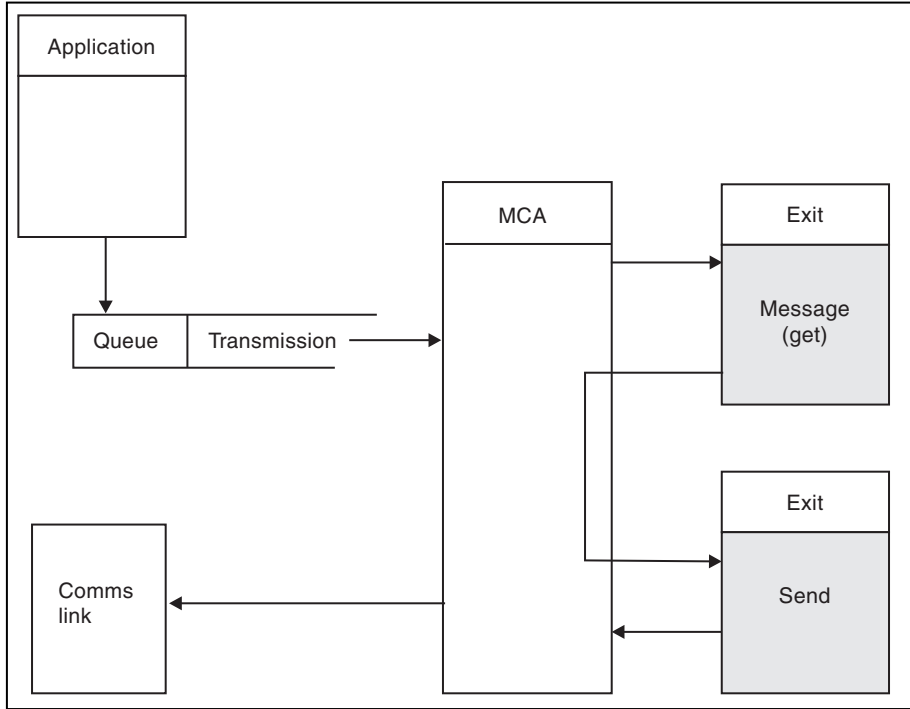 Application
MCA
Exit
Message
(get)
Queue
Transmission
Exit
Send
Comms
link